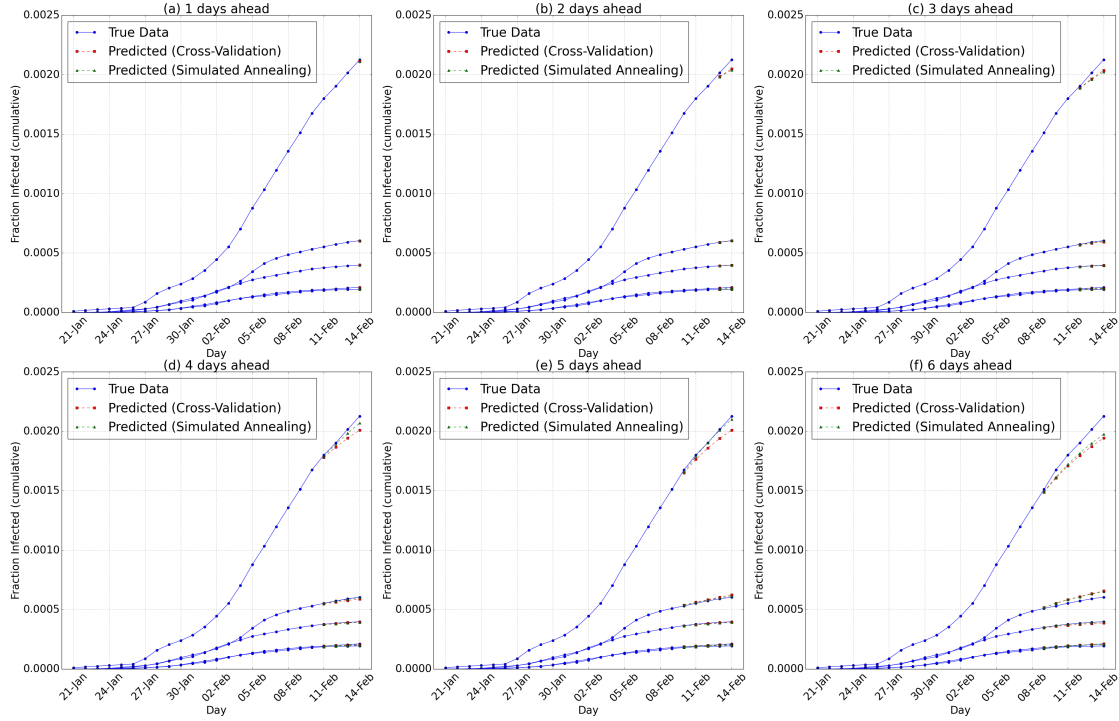 (a) 1 days ahead
True Data
Predicted (Cross-Validation)
Predicted (Simulated Annealing)
Fraction Infected (cumulative)
0.0025
0.0020
0.0015
0.0010
0.0005
0.0000
21-Jan
24-Jan
27-Jan
30-Jan
02-Feb
05-Feb
08-Feb
11-Feb
14-Feb
Day
(b) 2 days ahead
True Data
Predicted (Cross-Validation)
Predicted (Simulated Annealing)
Fraction Infected (cumulative)
0.0025
0.0020
0.0015
0.0010
0.0005
0.0000
21-Jan
24-Jan
27-Jan
30-Jan
02-Feb
05-Feb
08-Feb
11-Feb
14-Feb
Day
(c) 3 days ahead
True Data
Predicted (Cross-Validation)
Predicted (Simulated Annealing)
Fraction Infected (cumulative)
0.0025
0.0020
0.0015
0.0010
0.0005
0.0000
21-Jan
24-Jan
27-Jan
30-Jan
02-Feb
05-Feb
08-Feb
11-Feb
14-Feb
Day
(d) 4 days ahead
True Data
Predicted (Cross-Validation)
Predicted (Simulated Annealing)
Fraction Infected (cumulative)
0.0025
0.0020
0.0015
0.0010
0.0005
0.0000
21-Jan
24-Jan
27-Jan
30-Jan
02-Feb
05-Feb
08-Feb
11-Feb
14-Feb
Day
(e) 5 days ahead
True Data
Predicted (Cross-Validation)
Predicted (Simulated Annealing)
Fraction Infected (cumulative)
0.0025
0.0020
0.0015
0.0010
0.0005
0.0000
21-Jan
24-Jan
27-Jan
30-Jan
02-Feb
05-Feb
08-Feb
11-Feb
14-Feb
Day
(f) 6 days ahead
True Data
Predicted (Cross-Validation)
Predicted (Simulated Annealing)
Fraction Infected (cumulative)
0.0025
0.0020
0.0015
0.0010
0.0005
0.0000
21-Jan
24-Jan
27-Jan
30-Jan
02-Feb
05-Feb
08-Feb
11-Feb
14-Feb
Day